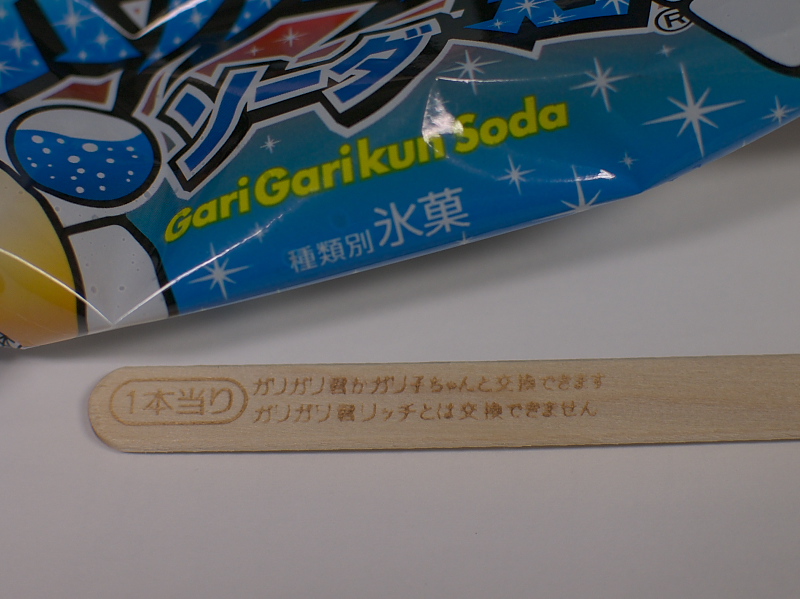 ソーダ
®
Gari Gari kun Soda
種類別 氷菓
1本当り
ガリガリ君かガリ子ちゃんと交換できます
ガリガリ君リッチとは交換できません